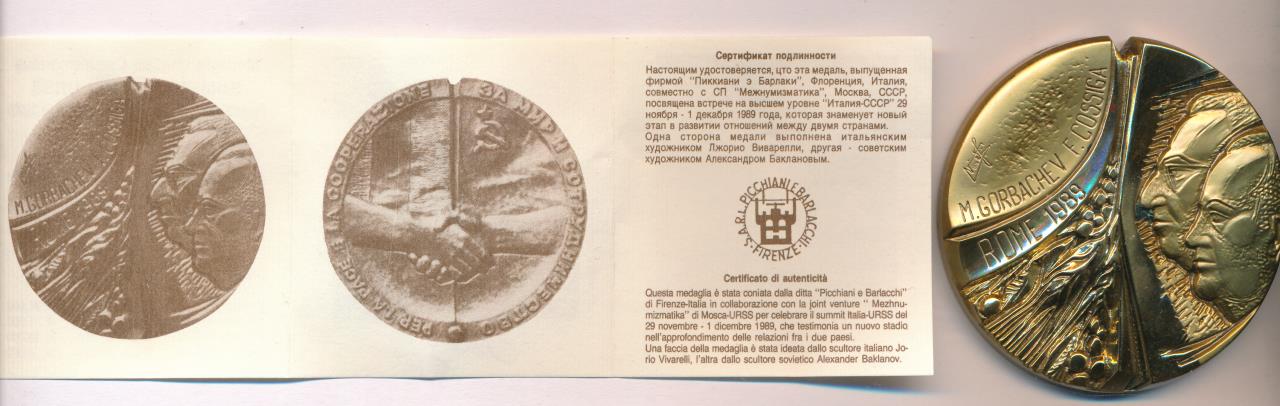 M. GORBACHEV F. COSSIGA
PER LA PACE E LA COOPERAZIONE
ЗА МИР И СОТРУДНИЧЕСТВО
Сертификат подлинности
Настоящим удостоверяется, цто эта медаль, выпущенная
фирмой "Пиккиани э Барлаки", Флоренция, Италия,
совместно с СП "Межнумизматика", Москва, СССР,
посвящена встрече на высшем уровне "Италия-СССР" 29
ноября - 1 декабря 1989 года, которая знаменует новый
этап в развитии отношений между двумя странами.
Одна сторона медали выполнена итальянским
художником Лжорио Виварелли, другая - советским
художником Александром Баклановым.
S.A.R.L. PICCHIANI E BARLACCHI
· FIRENZE ·
Certificato di autenticità
Questa medaglia è stata coniata dalla ditta "Picchiani e Barlacchi"
di Firenze-Italia in collaborazione con la joint venture " Mezhnu-
mizmatika" di Mosca-URSS per celebrare il summit Italia-URSS del
29 novembre - 1 dicembre 1989, che testimonia un nuovo stadio
nell'approfondimento delle relazioni fra i due paesi.
Una faccia della medaglia è stata ideata dallo scultore italiano Jo-
rio Vivarelli, l'altra dallo scultore sovietico Alexander Baklanov.
M. GORBACHEV F. COSSIGA
ROME 1989